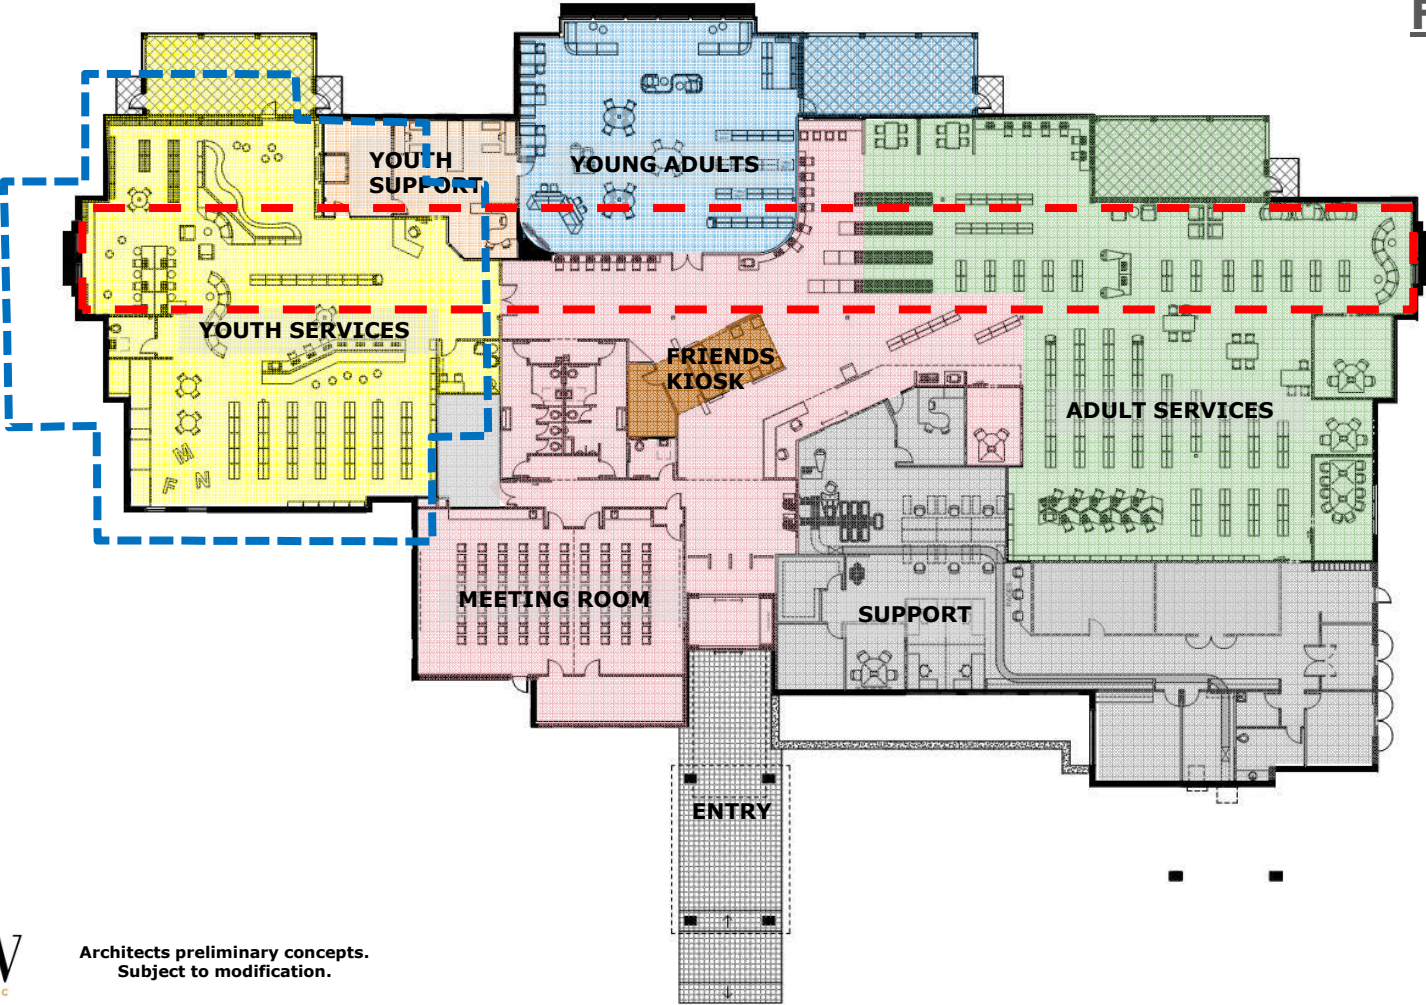 YOUTH
SUPPORT
YOUNG ADULTS
YOUTH SERVICES
FRIENDS
KIOSK
ADULT SERVICES
MEETING ROOM
SUPPORT
ENTRY
Architects preliminary concepts.
Subject to modification.